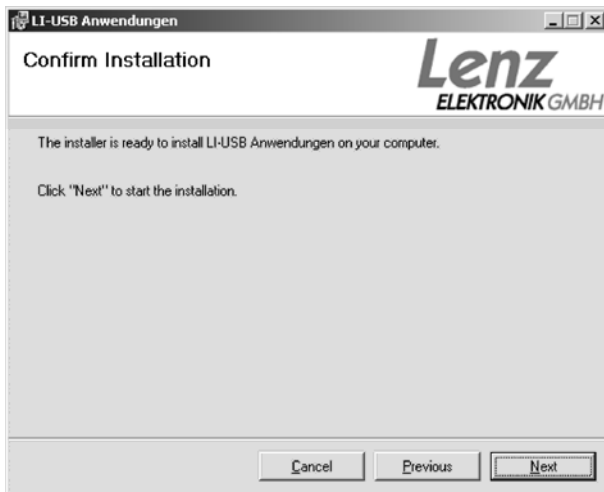 LI-USB Anwendungen
Confirm Installation
Lenz
ELEKTRONIK GMBH
The installer is ready to install LI-USB Anwendungen on your computer.
Click "Next" to start the installation.
Cancel
Previous
Next